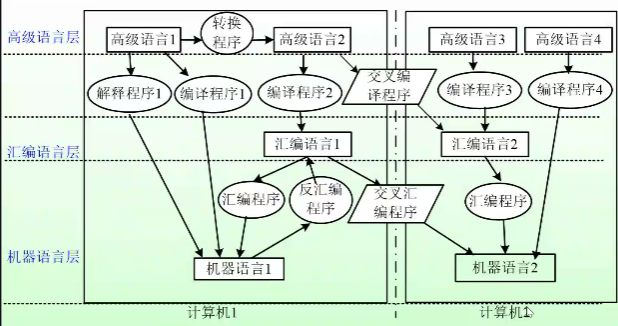 转换
程序
高级语言层
高级语言1
高级语言2
高级语言3
高级语言4
解释程序1
编译程序1
编译程序2
交叉编
译程序
编译程序3
编译程序4
汇编语言层
汇编语言1
汇编语言2
汇编程序
反汇编
程序
交叉汇
编程序
汇编程序
机器语言层
机器语言1
机器语言2
计算机1
计算机1